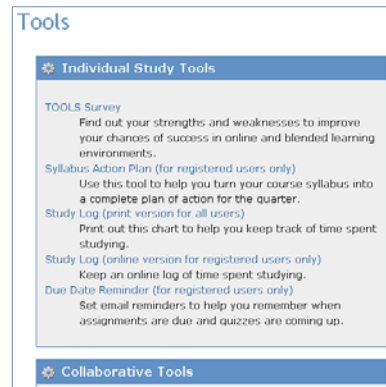 Tools
Individual Study Tools
TOOLS Survey
Find out your strengths and weaknesses to improve
your chances of success in online and blended learning
environments.
Syllabus Action Plan (for registered users only)
Use this tool to help you turn your course syllabus into
a complete plan of action for the quarter.
Study Log (print version for all users)
Print out this chart to help you keep track of time spent
studying.
Study Log (online version for registered users only)
Keep an online log of time spent studying.
Due Date Reminder (for registered users only)
Set email reminders to help you remember when
assignments are due and quizzes are coming up.
Collaborative Tools